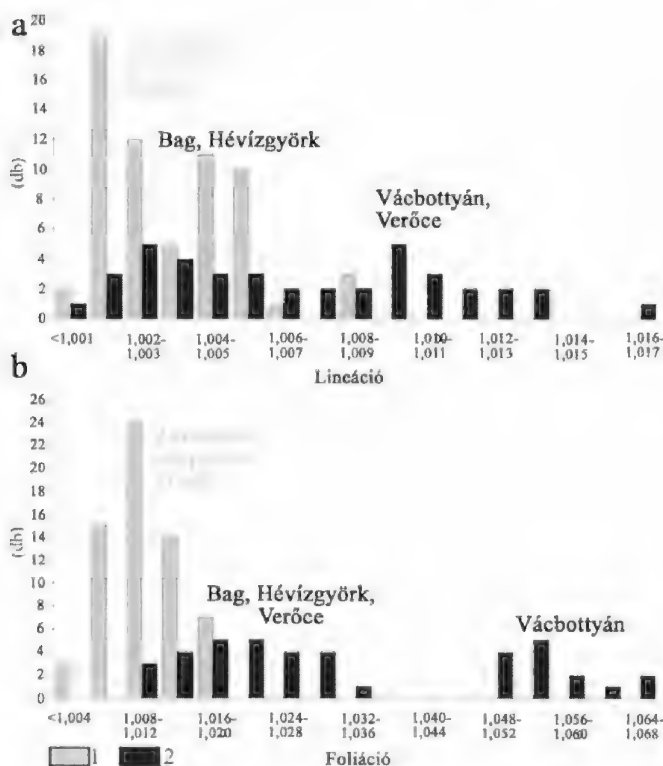 a
20
18
16
14
12
10
8
6
4
2
0
(db)
Bag, Hévízgyörk
Vácbottyán,
Verőce
<1,001 1,002- 1,004- 1,006- 1,008- 1,010- 1,012- 1,014- 1,016-
1,003 1,005 1,007 1,009 1,011 1,013 1,015 1,017
Lineáció
b
26
24
22
20
18
16
14
12
10
8
6
4
2
0
(db)
Bag, Hévízgyörk,
Verőce
Vácbottyán
<1,004 1,008- 1,016- 1,024- 1,032- 1,040- 1,048- 1,056- 1,064-
1,012 1,020 1,028 1,036 1,044 1,052 1,060 1,068
1 2 Foliáció